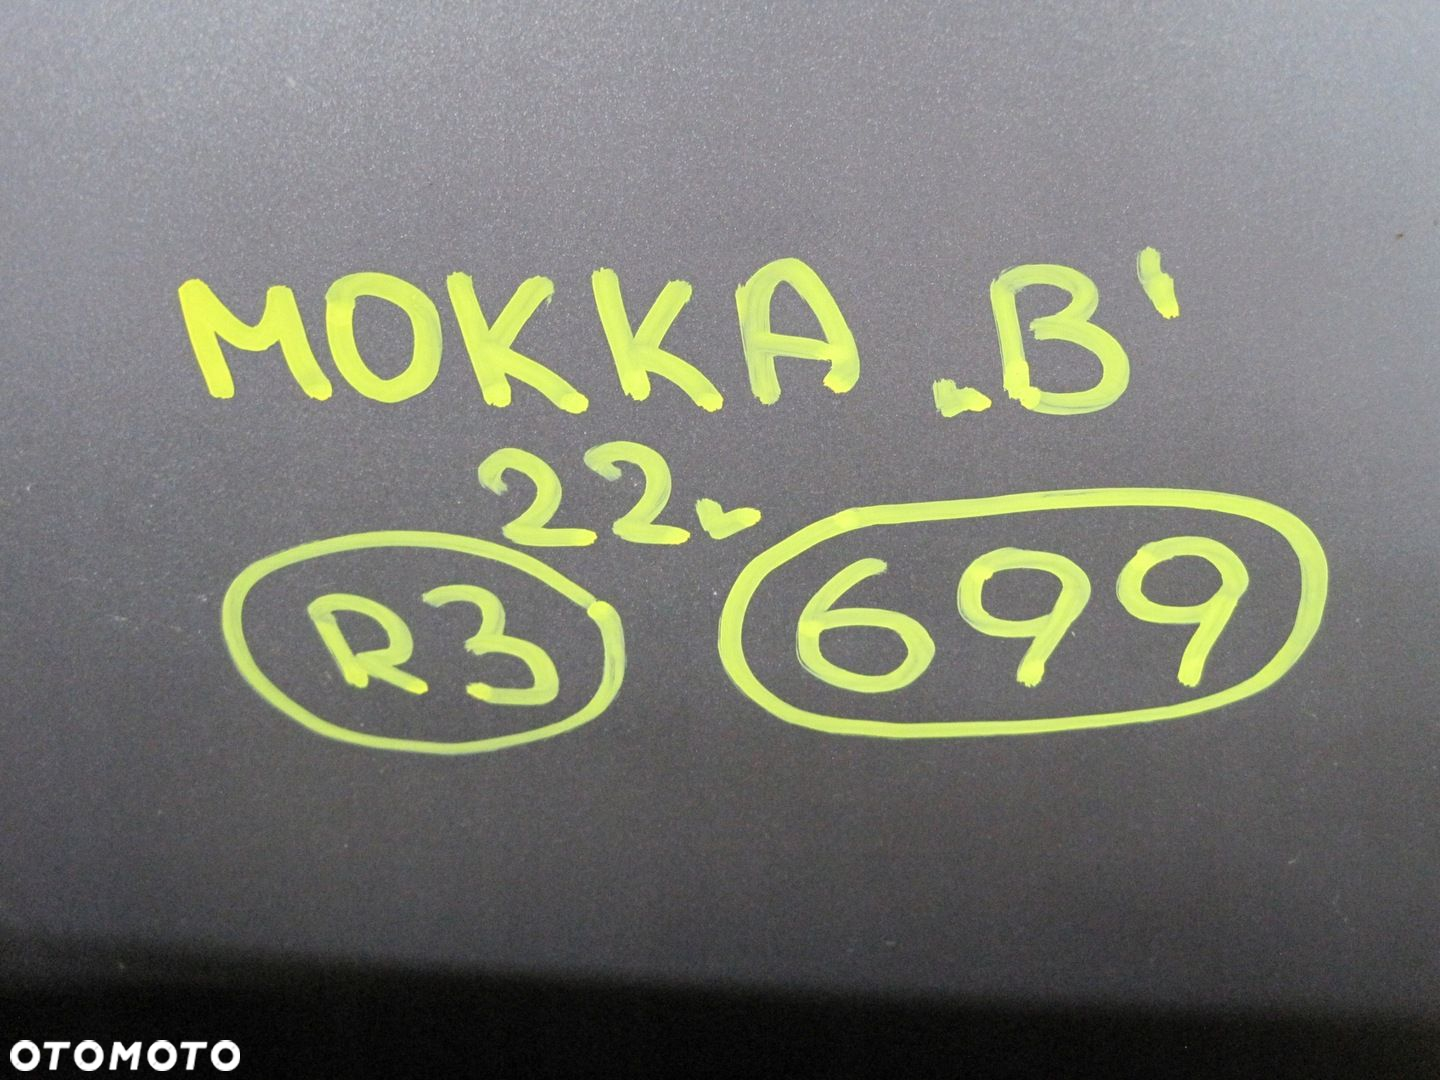 MOKKA „B"
22r
R3 699
OTOMOTO